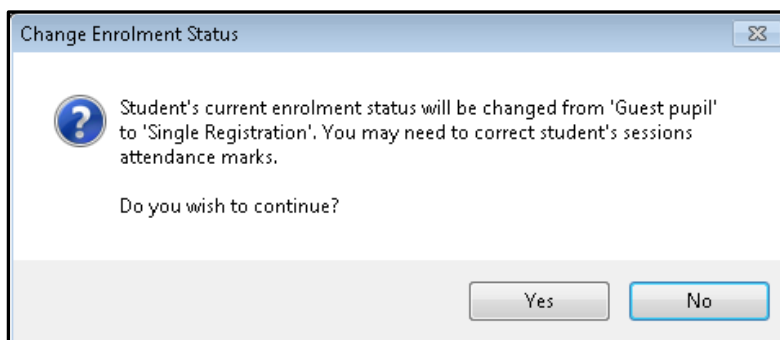 Change Enrolment Status
Student's current enrolment status will be changed from 'Guest pupil'
to 'Single Registration'. You may need to correct student's sessions
attendance marks.
Do you wish to continue?
Yes
No